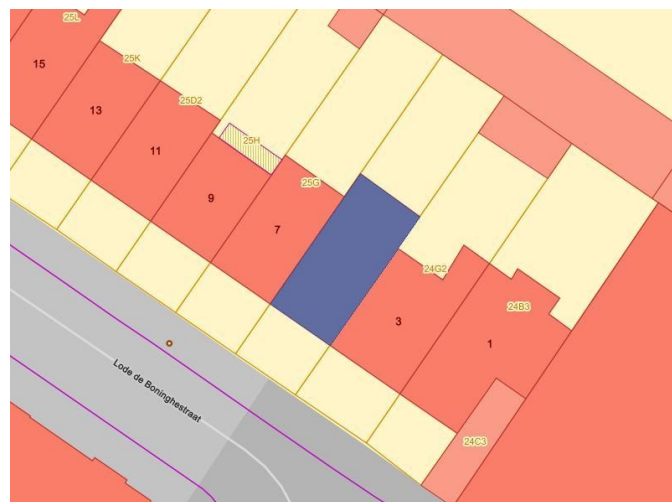 25L
15
25K
13
25D2
11
25H
9
25G
7
24G2
3
24B3
1
Lode de Boninghestraat
24C3